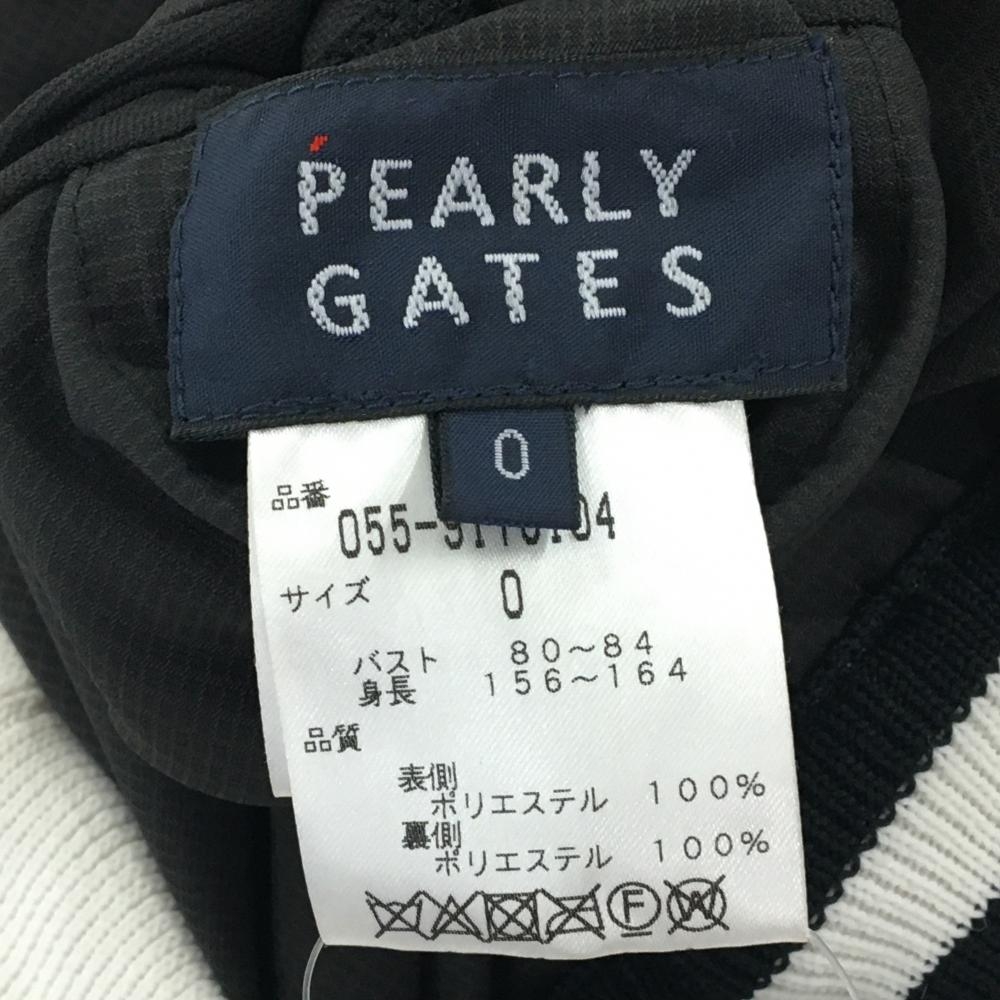 PEARLY
GATES
0
品番
サイズ 0
バスト 80~84
身長 156~164
品質
表側
ポリエステル 100%
裏側
ポリエステル 100%
F W